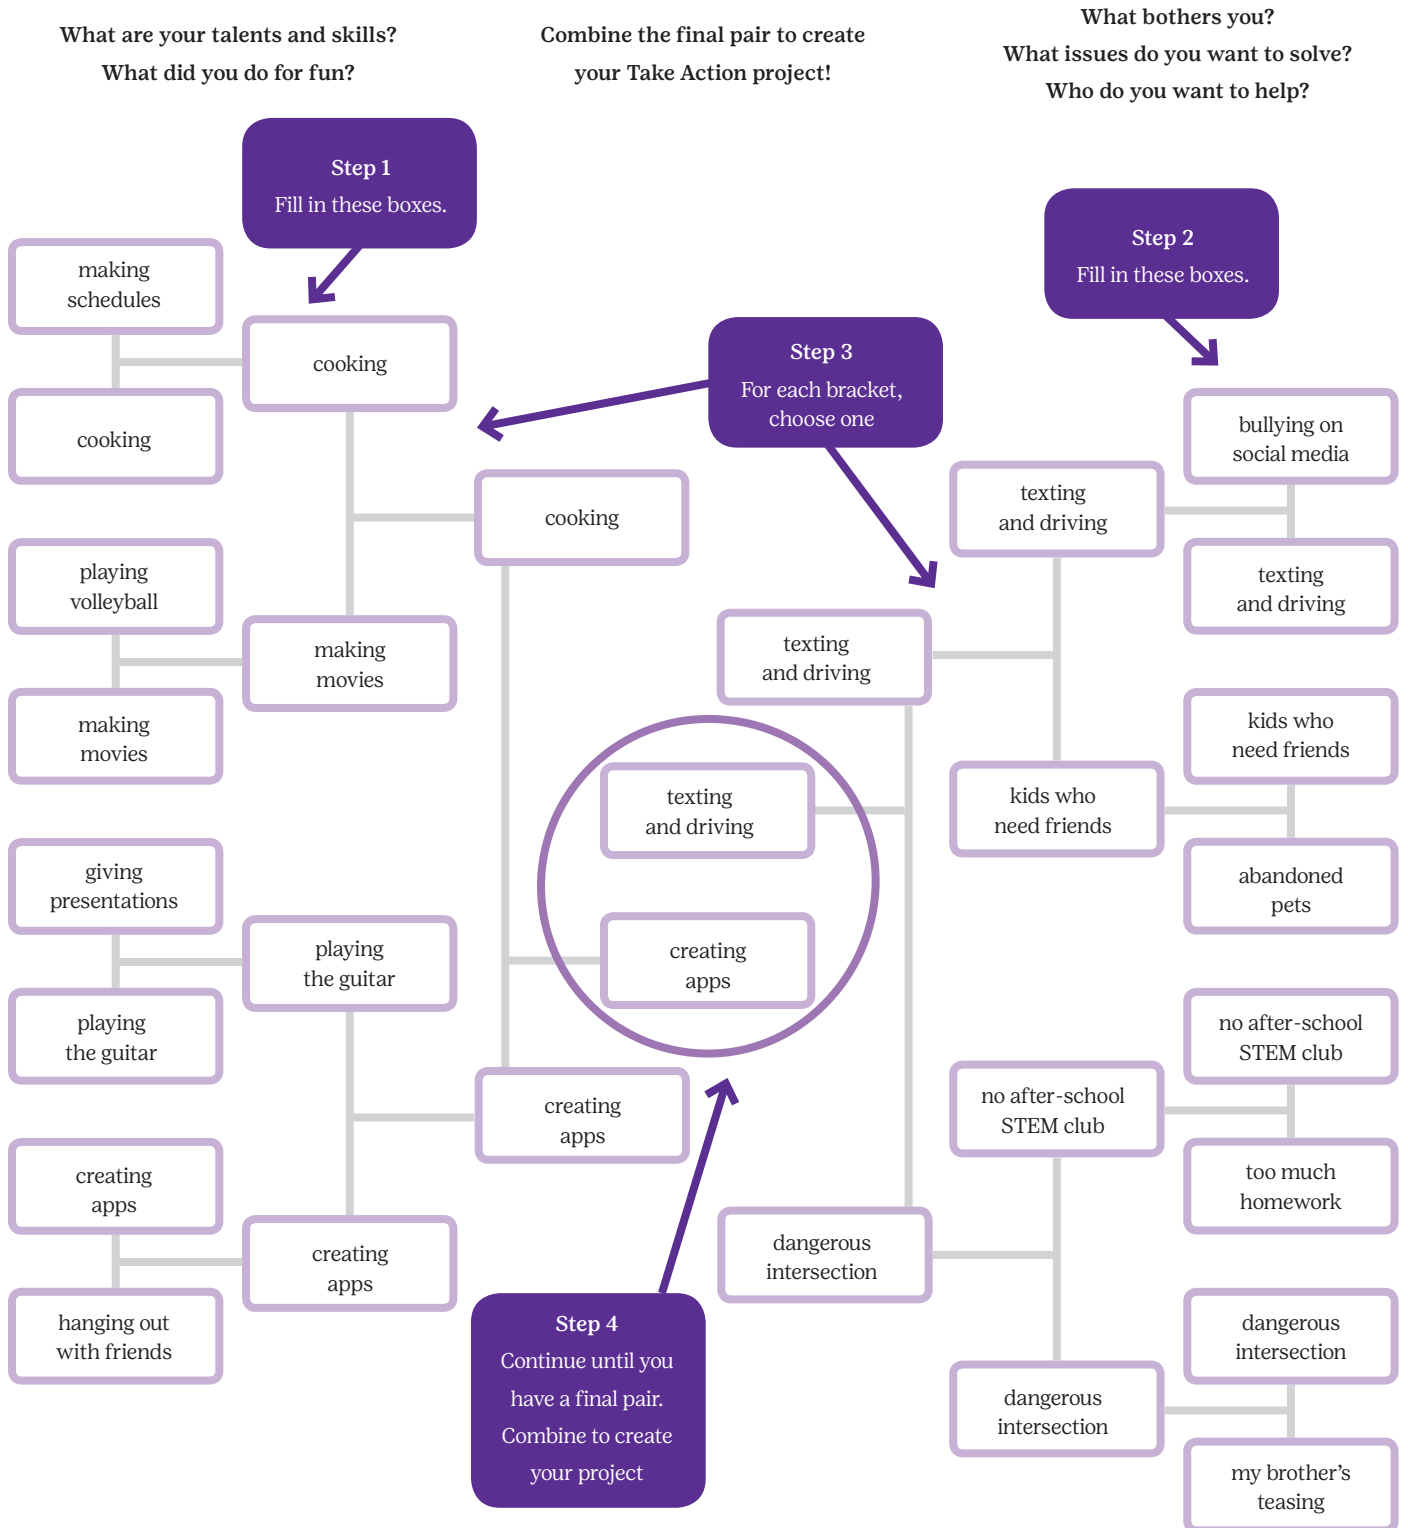 What are your talents and skills?
What did you do for fun?
Combine the final pair to create
your Take Action project!
What bothers you?
What issues do you want to solve?
Who do you want to help?
Step 1
Fill in these boxes.
making
schedules
cooking
cooking
playing
volleyball
making
movies
making
movies
cooking
giving
presentations
playing
the guitar
playing
the guitar
creating
apps
hanging out
with friends
creating
apps
creating
apps
Step 3
For each bracket,
choose one
Step 2
Fill in these boxes.
bullying on
social media
texting
and driving
texting
and driving
kids who
need friends
abandoned
pets
kids who
need friends
texting
and driving
no after-school
STEM club
too much
homework
no after-school
STEM club
dangerous
intersection
my brother’s
teasing
dangerous
intersection
dangerous
intersection
texting
and driving
creating
apps
Step 4
Continue until you
have a final pair.
Combine to create
your project